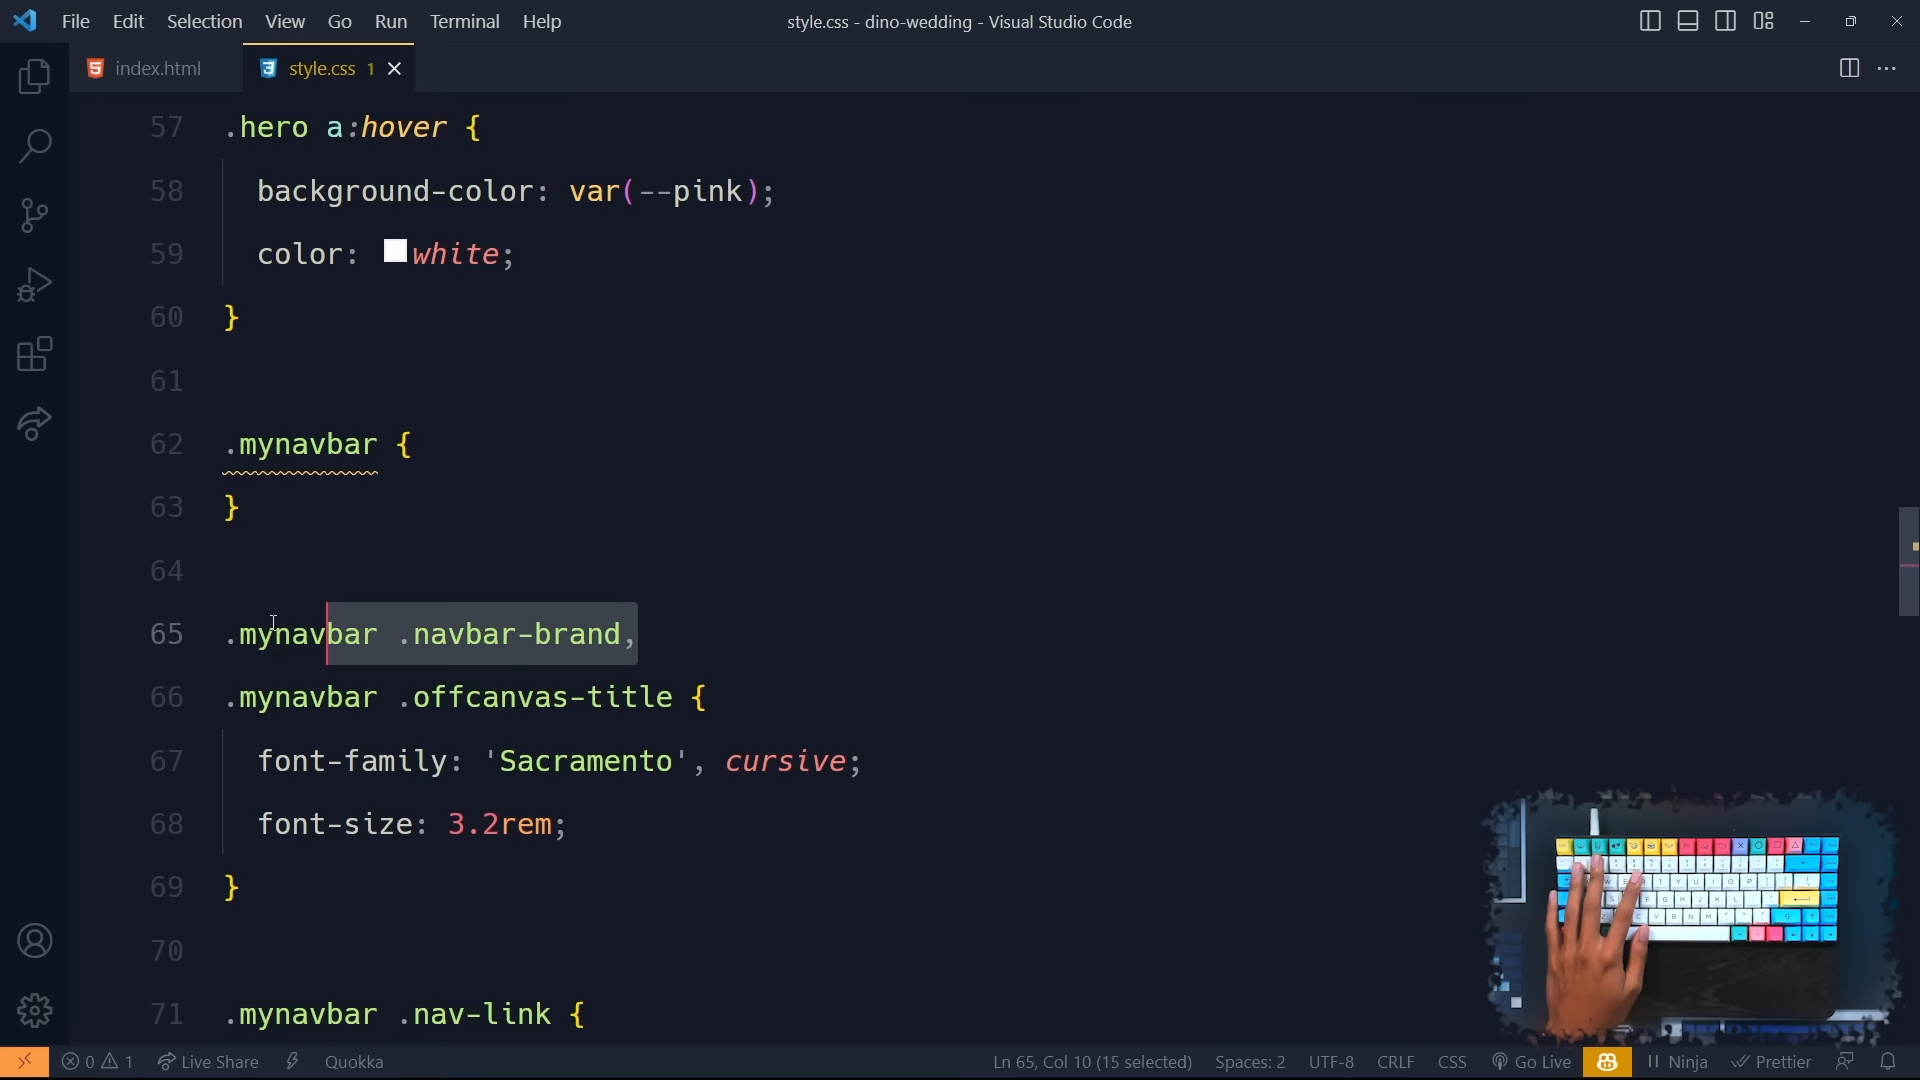 File Edit Selection View Go Run Terminal Help
style.css - dino-wedding - Visual Studio Code
index.html
style.css 1
57 .hero a:hover {
58 background-color: var(--pink);
59 color: white;
60 }
61
62 .mynavbar {
63 }
64
65 .mynavbar .navbar-brand,
66 .mynavbar .offcanvas-title {
67 font-family: 'Sacramento', cursive;
68 font-size: 3.2rem;
69 }
70
71 .mynavbar .nav-link {
0 1 Live Share Quokka
Ln 65, Col 10 (15 selected) Spaces: 2 UTF-8 CRLF CSS Go Live Ninja Prettier